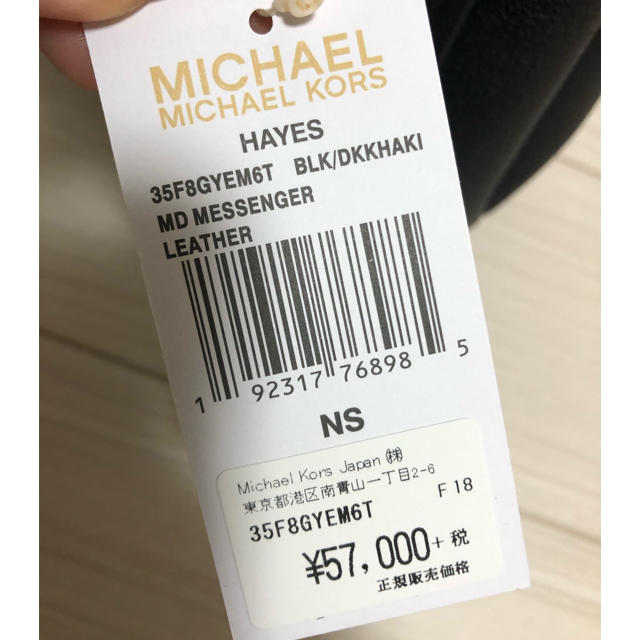 MICHAEL
MICHAEL KORS
HAYES
35F8GYEM6T BLK/DKKHAKI
MD MESSENGER
LEATHER
1 92317 76898 5
NS
Michael Kors Japan ㈱
東京都港区南青山一丁目2-6
35F8GYEM6T F18
¥57,000+税
正規販売価格